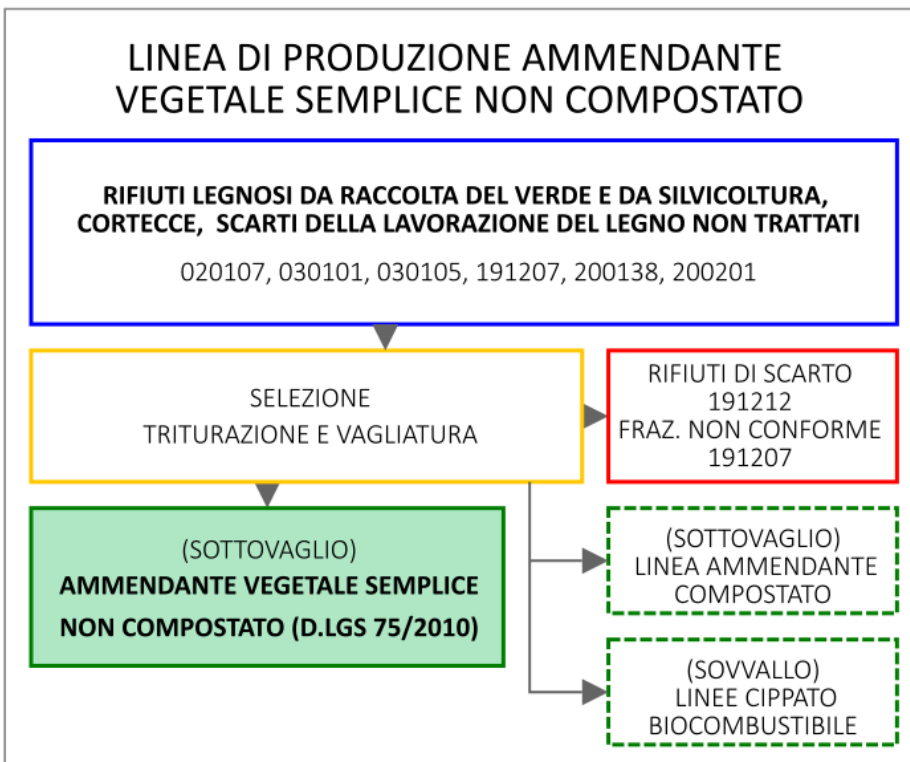 LINEA DI PRODUZIONE AMMENDANTE
VEGETALE SEMPLICE NON COMPOSTATO
RIFIUTI LEGNOSI DA RACCOLTA DEL VERDE E DA SILVICOLTURA,
CORTECCE, SCARTI DELLA LAVORAZIONE DEL LEGNO NON TRATTATI
020107, 030101, 030105, 191207, 200138, 200201
SELEZIONE
TRITURAZIONE E VAGLIATURA
RIFIUTI DI SCARTO
191212
FRAZ. NON CONFORME
191207
(SOTTOVAGLIO)
AMMENDANTE VEGETALE SEMPLICE
NON COMPOSTATO (D.LGS 75/2010)
(SOTTOVAGLIO)
LINEA AMMENDANTE
COMPOSTATO
(SOVVALLO)
LINEE CIPPATO
BIOCOMBUSTIBILE